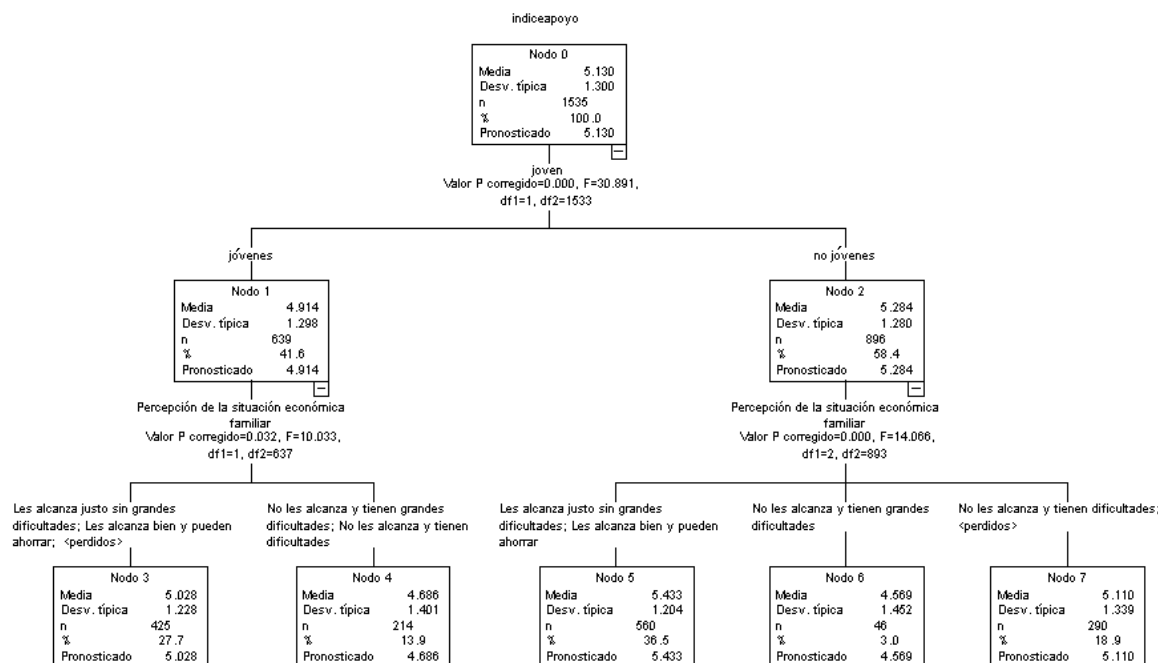 indiceapoyo
Nodo 0
Media 5.130
Desv. típica 1.300
n 1535
% 100.0
Pronosticado 5.130
joven
Valor P corregido=0.000, F=30.891,
df1=1, df2=1533
jóvenes
no jóvenes
Nodo 1
Media 4.914
Desv. típica 1.298
n 639
% 41.6
Pronosticado 4.914
Nodo 2
Media 5.284
Desv. típica 1.280
n 896
% 58.4
Pronosticado 5.284
Percepción de la situación económica
familiar
Valor P corregido=0.032, F=10.033,
df1=1, df2=637
Percepción de la situación económica
familiar
Valor P corregido=0.000, F=14.066,
df1=2, df2=893
Les alcanza justo sin grandes
dificultades; Les alcanza bien y pueden
ahorrar; <perdidos>
No les alcanza y tienen grandes
dificultades; No les alcanza y tienen
dificultades
Les alcanza justo sin grandes
dificultades; Les alcanza bien y pueden
ahorrar
No les alcanza y tienen grandes
dificultades
No les alcanza y tienen dificultades;
<perdidos>
Nodo 3
Media 5.028
Desv. típica 1.228
n 425
% 27.7
Pronosticado 5.028
Nodo 4
Media 4.686
Desv. típica 1.401
n 214
% 13.9
Pronosticado 4.686
Nodo 5
Media 5.433
Desv. típica 1.204
n 560
% 36.5
Pronosticado 5.433
Nodo 6
Media 4.569
Desv. típica 1.452
n 46
% 3.0
Pronosticado 4.569
Nodo 7
Media 5.110
Desv. típica 1.339
n 290
% 18.9
Pronosticado 5.110